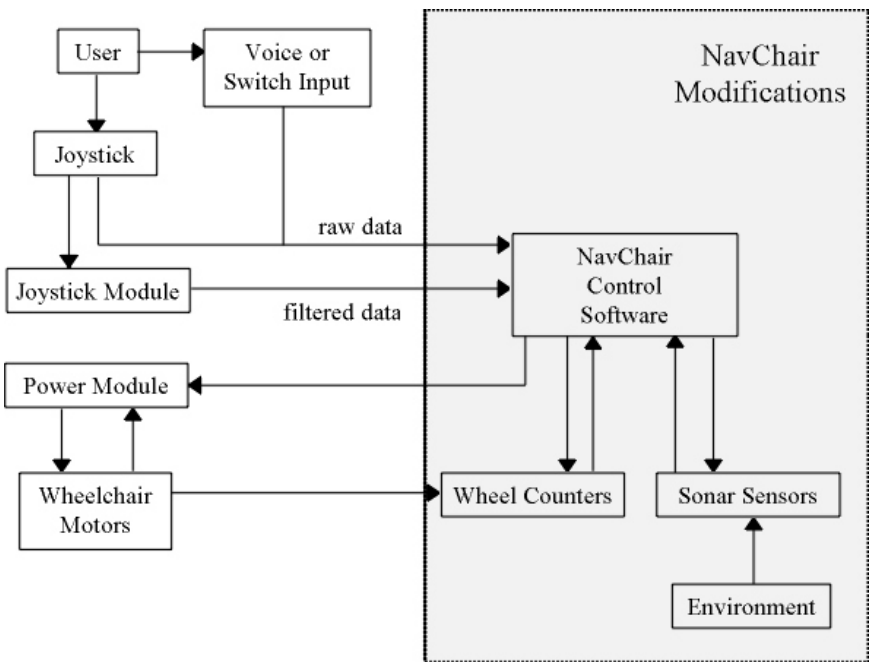 User
Voice or
Switch Input
NavChair
Modifications
Joystick
raw data
NavChair
Control
Software
Joystick Module
filtered data
Power Module
Wheelchair
Motors
Wheel Counters
Sonar Sensors
Environment